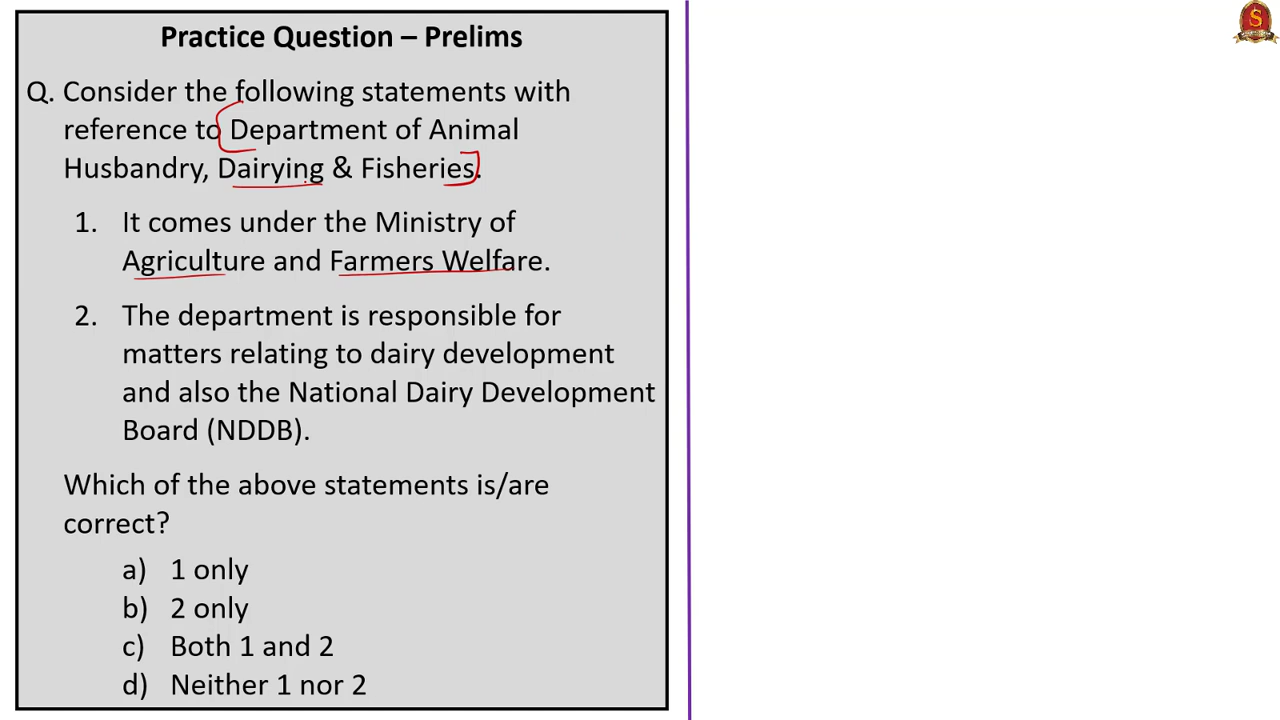 Practice Question – Prelims
Q. Consider the following statements with
reference to Department of Animal
Husbandry, Dairying & Fisheries.
1. It comes under the Ministry of
Agriculture and Farmers Welfare.
2. The department is responsible for
matters relating to dairy development
and also the National Dairy Development
Board (NDDB).
Which of the above statements is/are
correct?
a) 1 only
b) 2 only
c) Both 1 and 2
d) Neither 1 nor 2
S